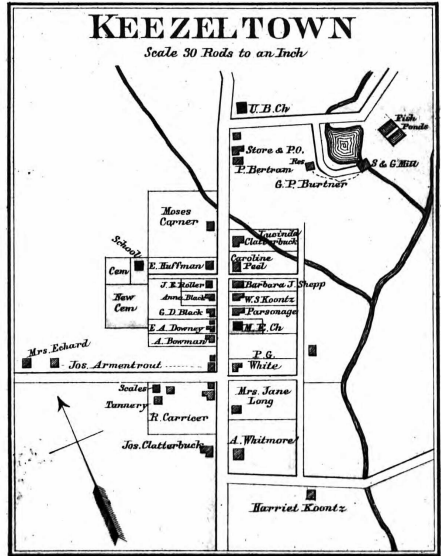 KEEZELTOWN
Scale 30 Rods to an Inch
U.B.Ch
Fish
Ponds
Store & P.O.
P. Bertram
Res
S & G Mill
G. P. Burtner
Moses
Carner
Lucinda
Clatterbuck
School
Cem
E. Huffman
Caroline
Peel
New
Cem
J. E. Roller
Anna Black
G. D. Black
E. A. Downey
A. Bowman
Barbara J. Shepp
W. S. Koontz
Parsonage
M. E. Ch
Mrs. Echard
Jos. Armentrout
P. G.
White
Scales
Tannery
R. Carricer
Mrs. Jane
Long
Jos. Clatterbuck
A. Whitmore
Harriet Koontz